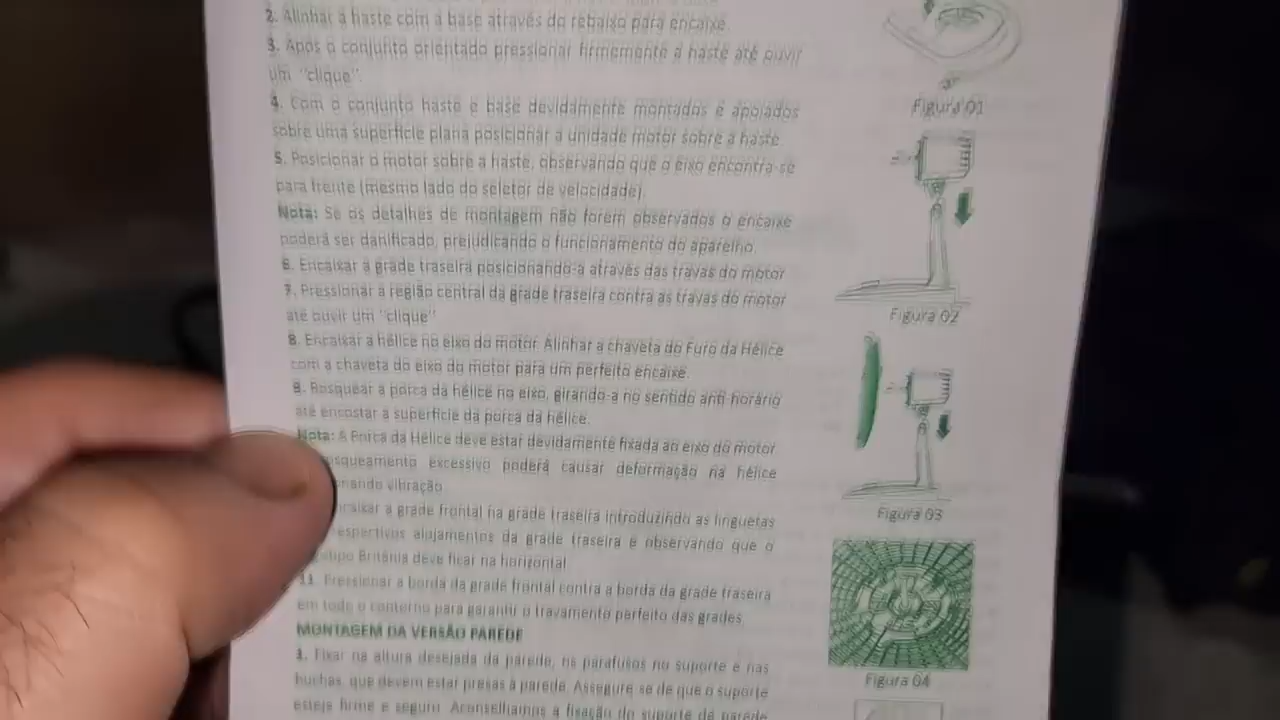 2. Alinhar a haste com a base através do rebaixo para encaixe.
3. Após o conjunto orientado pressionar firmemente a haste até ouvir
um "clique".
4. Com o conjunto haste e base devidamente montados e apoiados
sobre uma superfície plana posicionar a unidade motor sobre a haste
5. Posicionar o motor sobre a haste, observando que o eixo encontra-se
para frente (mesmo lado do seletor de velocidade).
Nota: Se os detalhes de montagem não forem observados o encaixe
poderá ser danificado, prejudicando o funcionamento do aparelho.
6. Encaixar a grade traseira posicionando-a através das travas do motor
7. Pressionar a região central da grade traseira contra as travas do motor
até ouvir um "clique"
8. Encaixar a hélice no eixo do motor. Alinhar a chaveta do Furo da Hélice
com a chaveta do eixo do motor para um perfeito encaixe.
9. Rosquear a porca da hélice no eixo, girando-a no sentido anti-horário
até encostar a superfície da porca da hélice.
Nota: A Porca da Hélice deve estar devidamente fixada ao eixo do motor
osqueamento excessivo poderá causar deformação na hélice
onando vibração
caixar a grade frontal na grade traseira introduzindo as linguetas
espectivos alojamentos da grade traseira e observando que o
otipo Britânia deve ficar na horizontal
11. Pressionar a borda da grade frontal contra a borda da grade traseira
em todo o contorno para garantir o travamento perfeito das grades.
MONTAGEM DA VERSÃO PAREDE
1. Fixar na altura desejada da parede, os parafusos no suporte e nas
buchas, que devem estar presas à parede. Assegure-se de que o suporte
esteja firme e seguro. Aconselhamos a fixação do suporte de parede
Figura 01
Figura 02
Figura 03
Figura 04